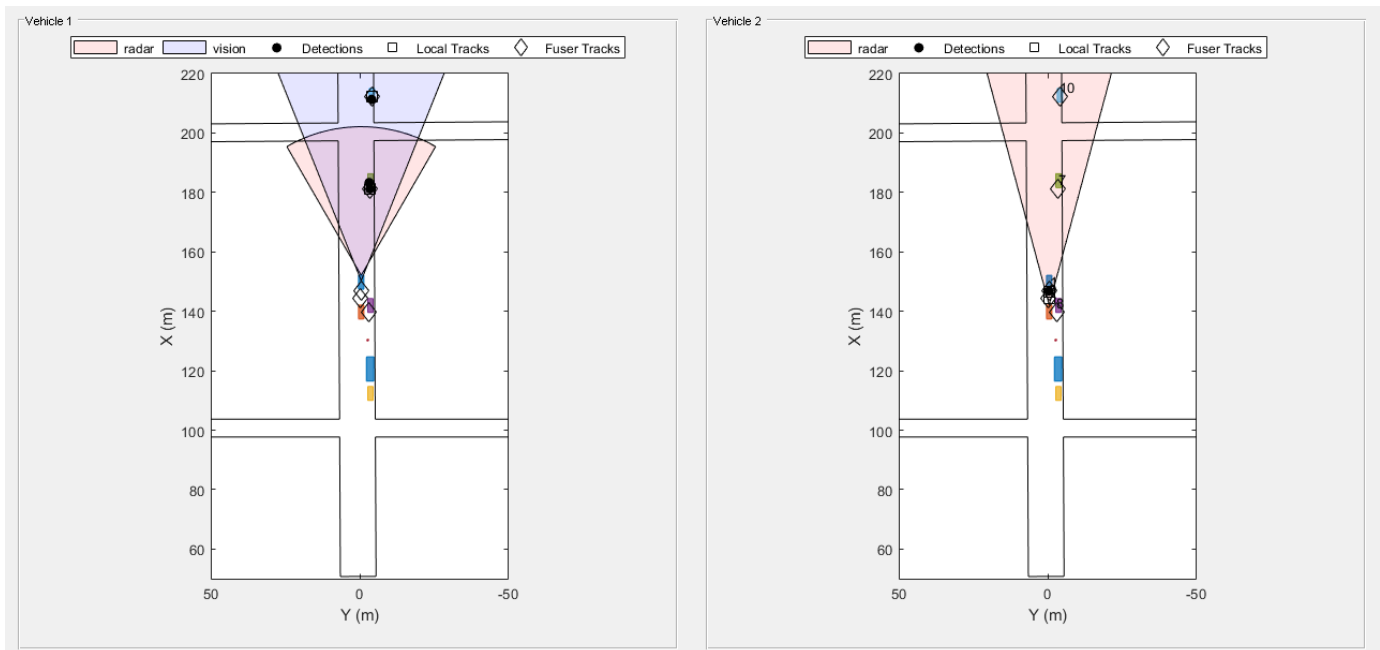 Vehicle 1
radar vision Detections Local Tracks Fuser Tracks
220
200
180
160
140
120
100
80
60
50 0 -50
X (m)
Y (m)
Vehicle 2
radar Detections Local Tracks Fuser Tracks
220
200
180
160
140
120
100
80
60
50 0 -50
X (m)
Y (m)
10